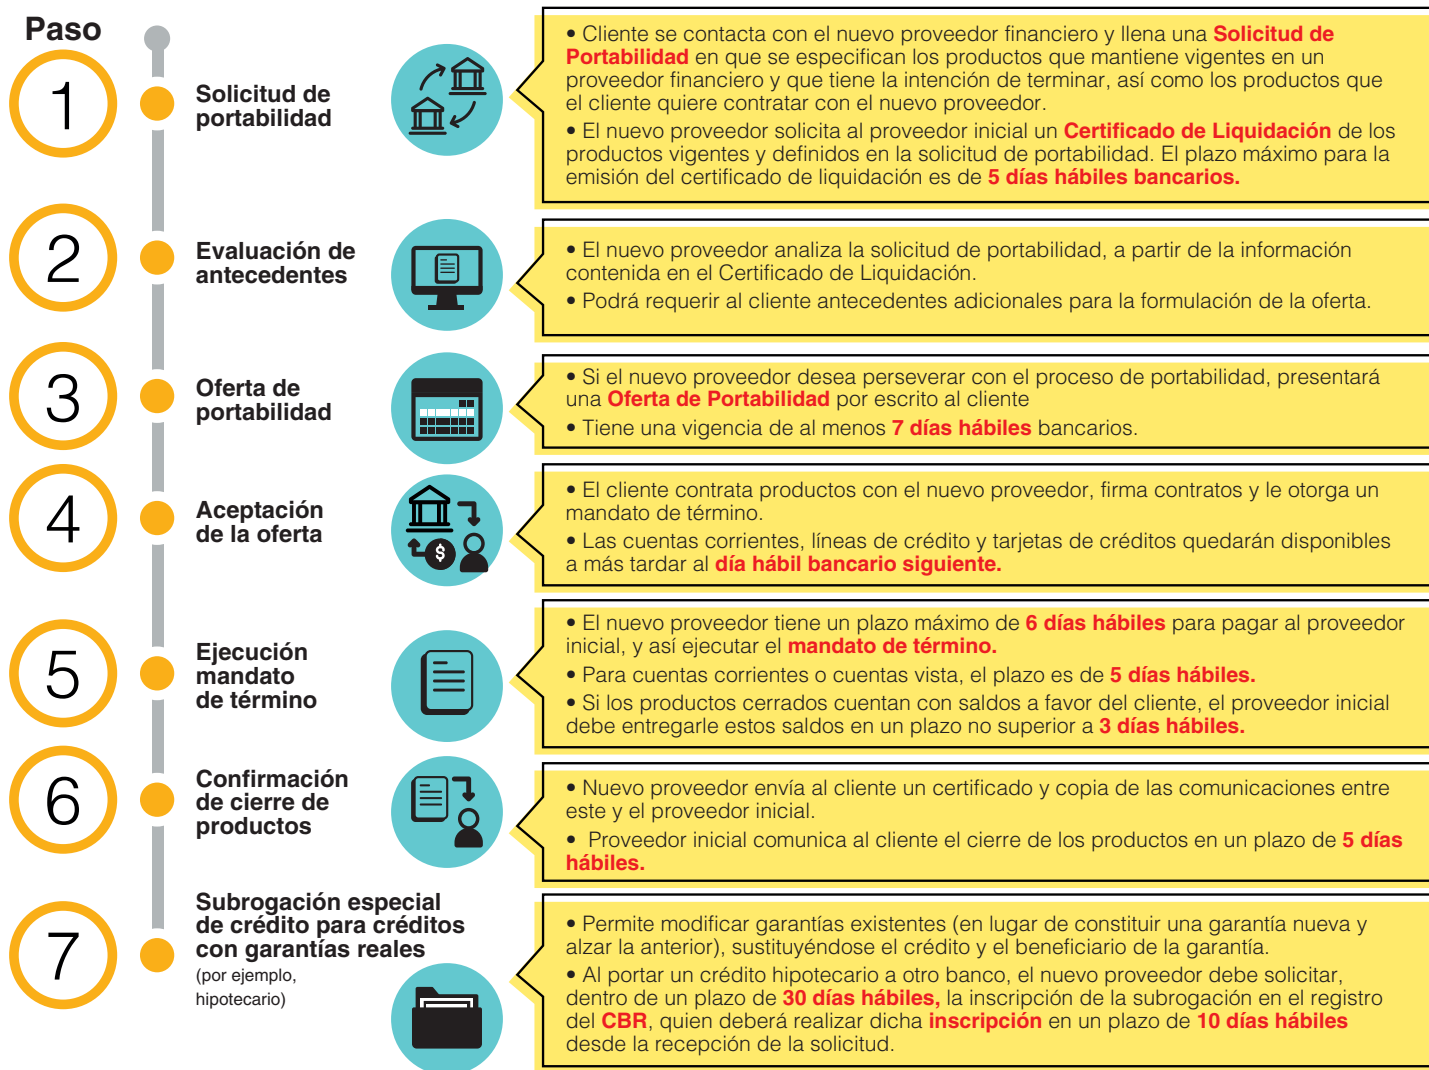 Paso
1
Solicitud de
portabilidad
• Cliente se contacta con el nuevo proveedor financiero y llena una Solicitud de
Portabilidad en que se especifican los productos que mantiene vigentes en un
proveedor financiero y que tiene la intención de terminar, así como los productos que
el cliente quiere contratar con el nuevo proveedor.
• El nuevo proveedor solicita al proveedor inicial un Certificado de Liquidación de los
productos vigentes y definidos en la solicitud de portabilidad. El plazo máximo para la
emisión del certificado de liquidación es de 5 días hábiles bancarios.
2
Evaluación de
antecedentes
• El nuevo proveedor analiza la solicitud de portabilidad, a partir de la información
contenida en el Certificado de Liquidación.
• Podrá requerir al cliente antecedentes adicionales para la formulación de la oferta.
3
Oferta de
portabilidad
• Si el nuevo proveedor desea perseverar con el proceso de portabilidad, presentará
una Oferta de Portabilidad por escrito al cliente
• Tiene una vigencia de al menos 7 días hábiles bancarios.
4
Aceptación
de la oferta
• El cliente contrata productos con el nuevo proveedor, firma contratos y le otorga un
mandato de término.
• Las cuentas corrientes, líneas de crédito y tarjetas de créditos quedarán disponibles
a más tardar al día hábil bancario siguiente.
$
5
Ejecución
mandato
de término
• El nuevo proveedor tiene un plazo máximo de 6 días hábiles para pagar al proveedor
inicial, y así ejecutar el mandato de término.
• Para cuentas corrientes o cuentas vista, el plazo es de 5 días hábiles.
• Si los productos cerrados cuentan con saldos a favor del cliente, el proveedor inicial
debe entregarle estos saldos en un plazo no superior a 3 días hábiles.
6
Confirmación
de cierre de
productos
• Nuevo proveedor envía al cliente un certificado y copia de las comunicaciones entre
este y el proveedor inicial.
• Proveedor inicial comunica al cliente el cierre de los productos en un plazo de 5 días
hábiles.
7
Subrogación especial
de crédito para créditos
con garantías reales
(por ejemplo,
hipotecario)
• Permite modificar garantías existentes (en lugar de constituir una garantía nueva y
alzar la anterior), sustituyéndose el crédito y el beneficiario de la garantía.
• Al portar un crédito hipotecario a otro banco, el nuevo proveedor debe solicitar,
dentro de un plazo de 30 días hábiles, la inscripción de la subrogación en el registro
del CBR, quien deberá realizar dicha inscripción en un plazo de 10 días hábiles
desde la recepción de la solicitud.